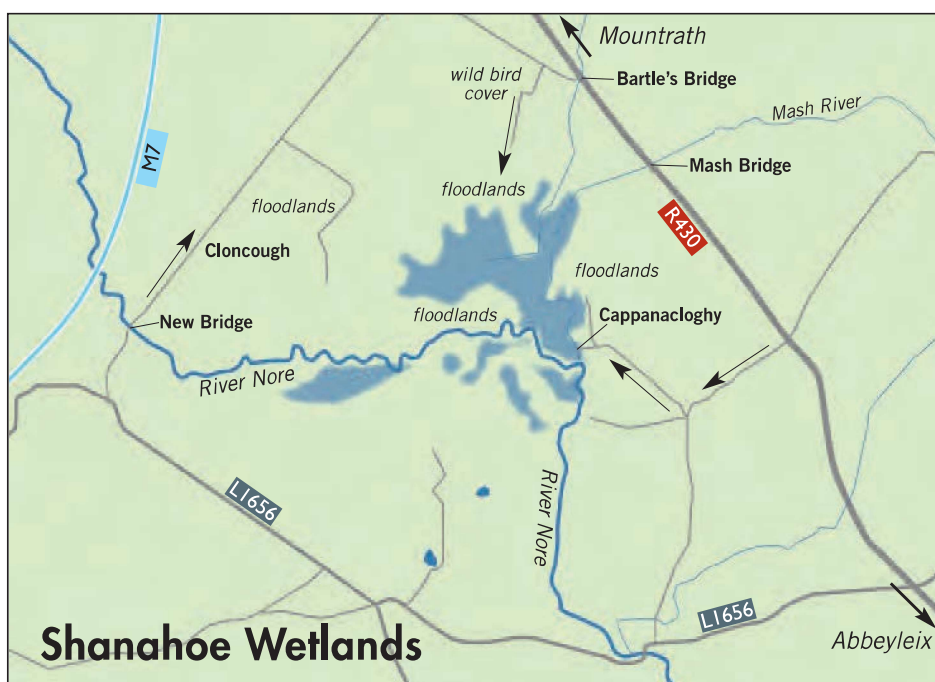 Mountrath
wild bird
cover
Bartle's Bridge
Mash River
M7
Mash Bridge
floodlands
floodlands
R430
Cloncough
floodlands
New Bridge
floodlands
Cappanacloghy
River Nore
River Nore
L1656
L1656
Shanahoe Wetlands
Abbeyleix